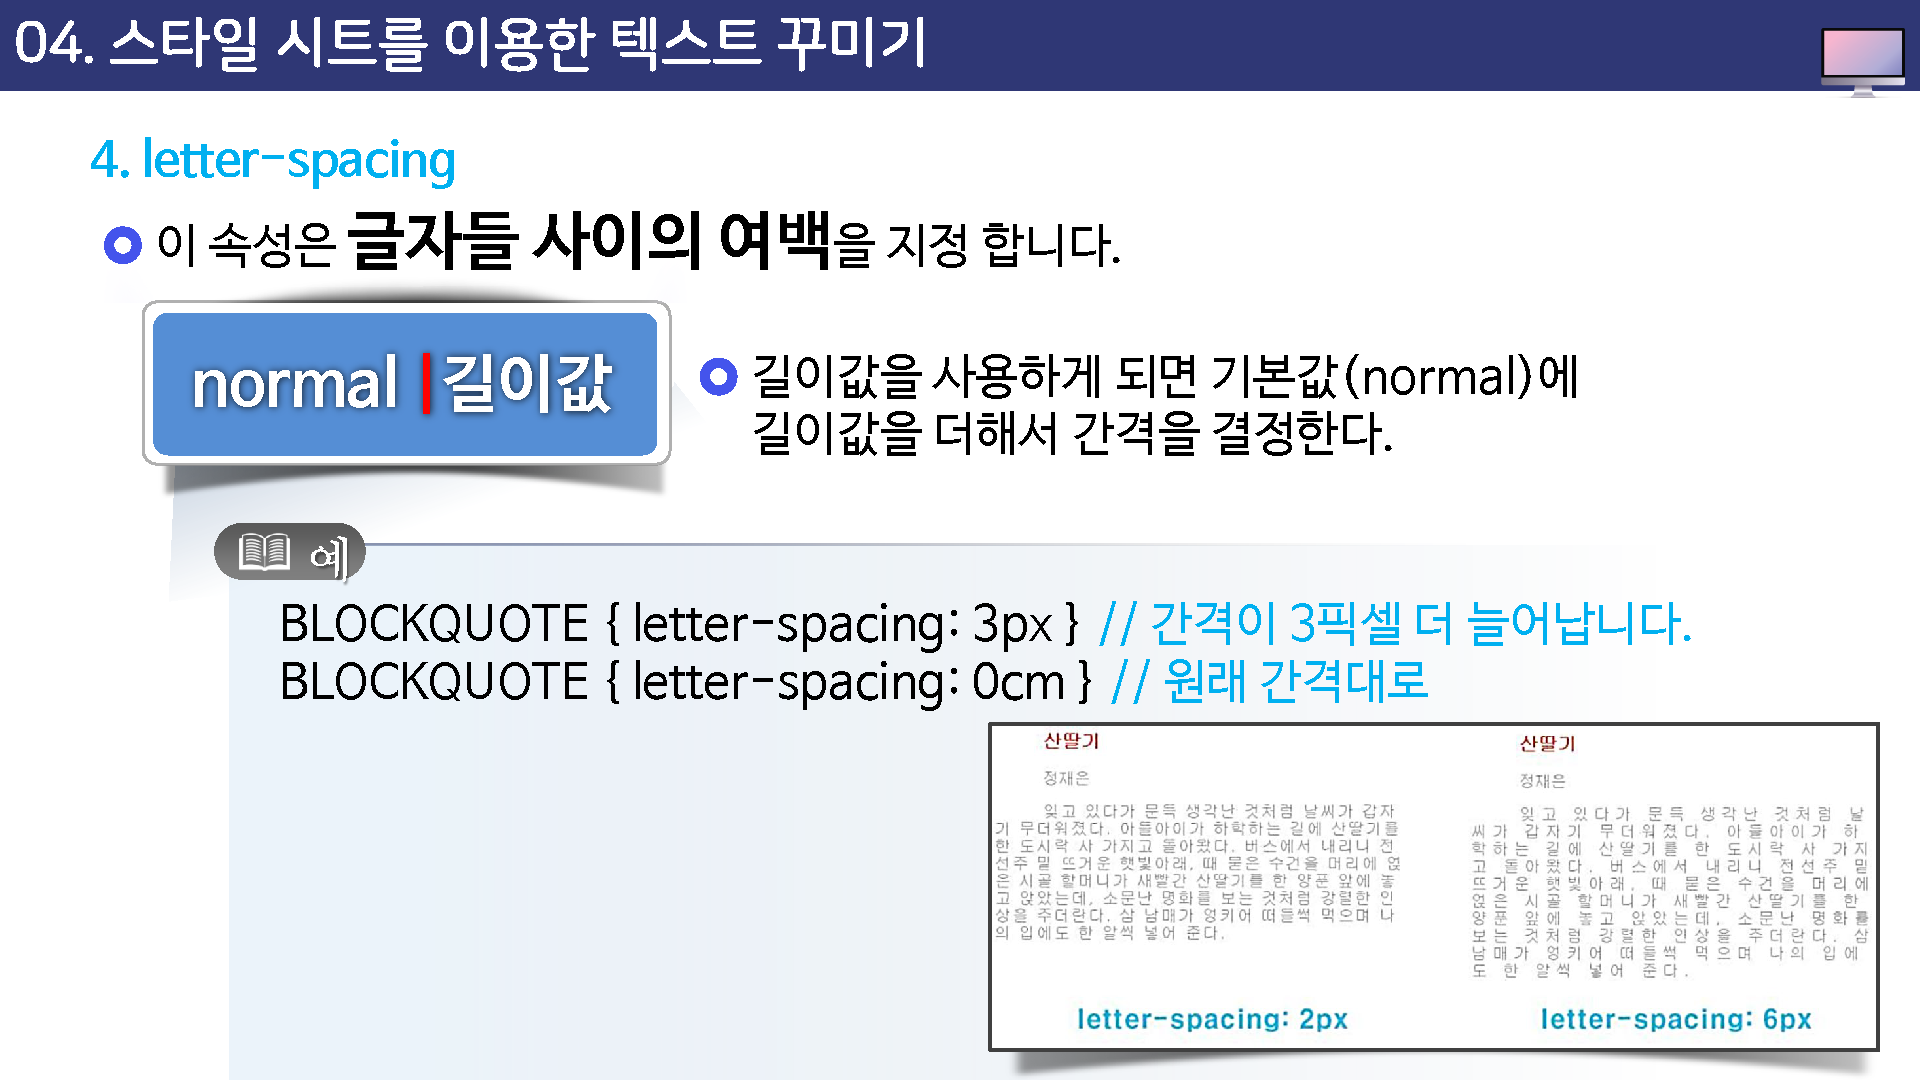 04. 스타일 시트를 이용한 텍스트 꾸미기
4. letter-spacing
이 속성은 글자들 사이의 여백을 지정 합니다.
normal |길이값
길이값을 사용하게 되면 기본값(normal)에
길이값을 더해서 간격을 결정한다.
예
BLOCKQUOTE { letter-spacing: 3px } // 간격이 3픽셀 더 늘어납니다.
BLOCKQUOTE { letter-spacing: 0cm } // 원래 간격대로
산딸기
정재은
잊고 있다가 문득 생각난 것처럼 날씨가 갑자
기 무더워졌다. 아들아이가 하학하는 길에 산딸기를
한 도시락 사 가지고 돌아왔다. 버스에서 내리니 전
선주 밑 뜨거운 햇빛아래, 때 묻은 수건을 머리에 얹
은 시골 할머니가 새빨간 산딸기를 한 양푼 앞에 놓
고 앉았는데, 소문난 명화를 보는 것처럼 강렬한 인
상을 주더란다. 삼 남매가 엉키어 떠들썩 먹으며 나
의 입에도 한 알씩 넣어 준다.
letter-spacing: 2px
산딸기
정재은
잊고 있다가 문득 생각난 것처럼 날
씨가 갑자기 무더워졌다. 아들아이가 하
학하는 길에 산딸기를 한 도시락 사 가지
고 돌아왔다. 버스에서 내리니 전선주 밑
뜨거운 햇빛아래, 때 묻은 수건을 머리에
얹은 시골 할머니가 새빨간 산딸기를 한
양푼 앞에 놓고 앉았는데, 소문난 명화를
보는 것처럼 강렬한 인상을 주더란다. 삼
남매가 엉키어 떠들썩 먹으며 나의 입에
도 한 알씩 넣어 준다.
letter-spacing: 6px